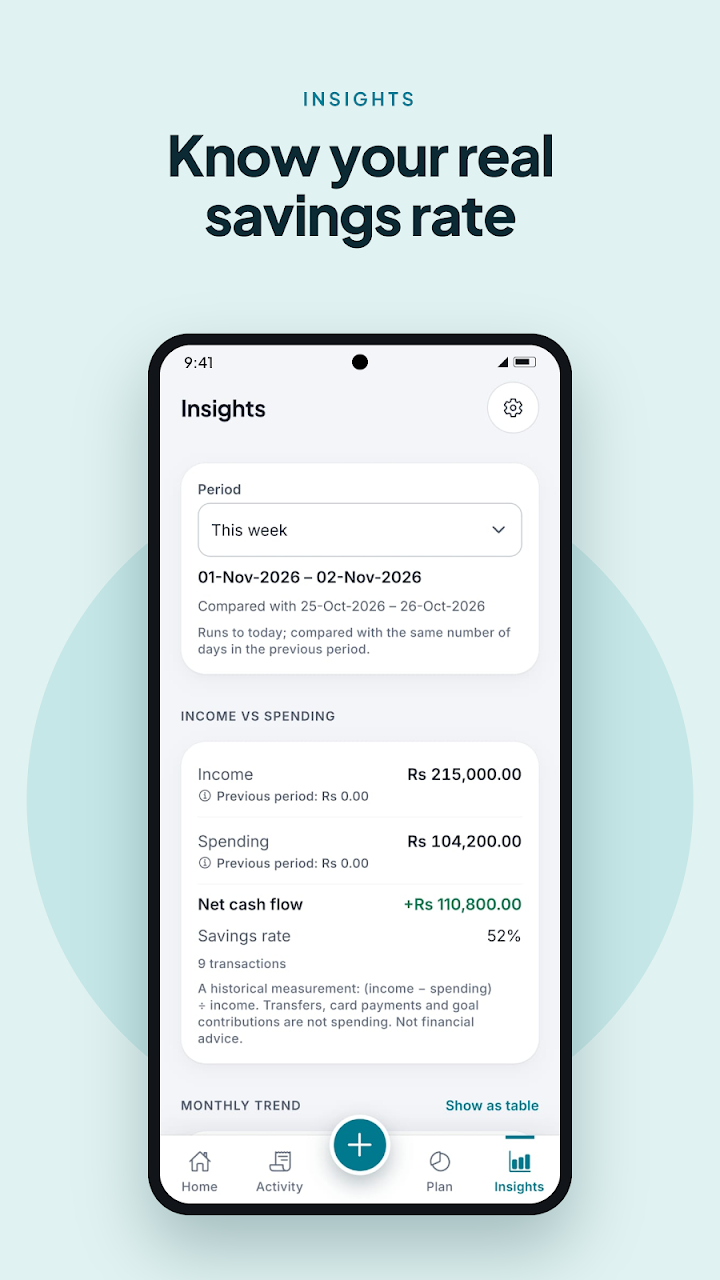 INSIGHTS
Know your real
savings rate
9:41
Insights
Period
This week
01-Nov-2026 – 02-Nov-2026
Compared with 25-Oct-2026 – 26-Oct-2026
Runs to today; compared with the same number of
days in the previous period.
INCOME VS SPENDING
Income Rs 215,000.00
Previous period: Rs 0.00
Spending Rs 104,200.00
Previous period: Rs 0.00
Net cash flow +Rs 110,800.00
Savings rate 52%
9 transactions
A historical measurement: (income − spending)
÷ income. Transfers, card payments and goal
contributions are not spending. Not financial
advice.
MONTHLY TREND Show as table
Home Activity Plan Insights